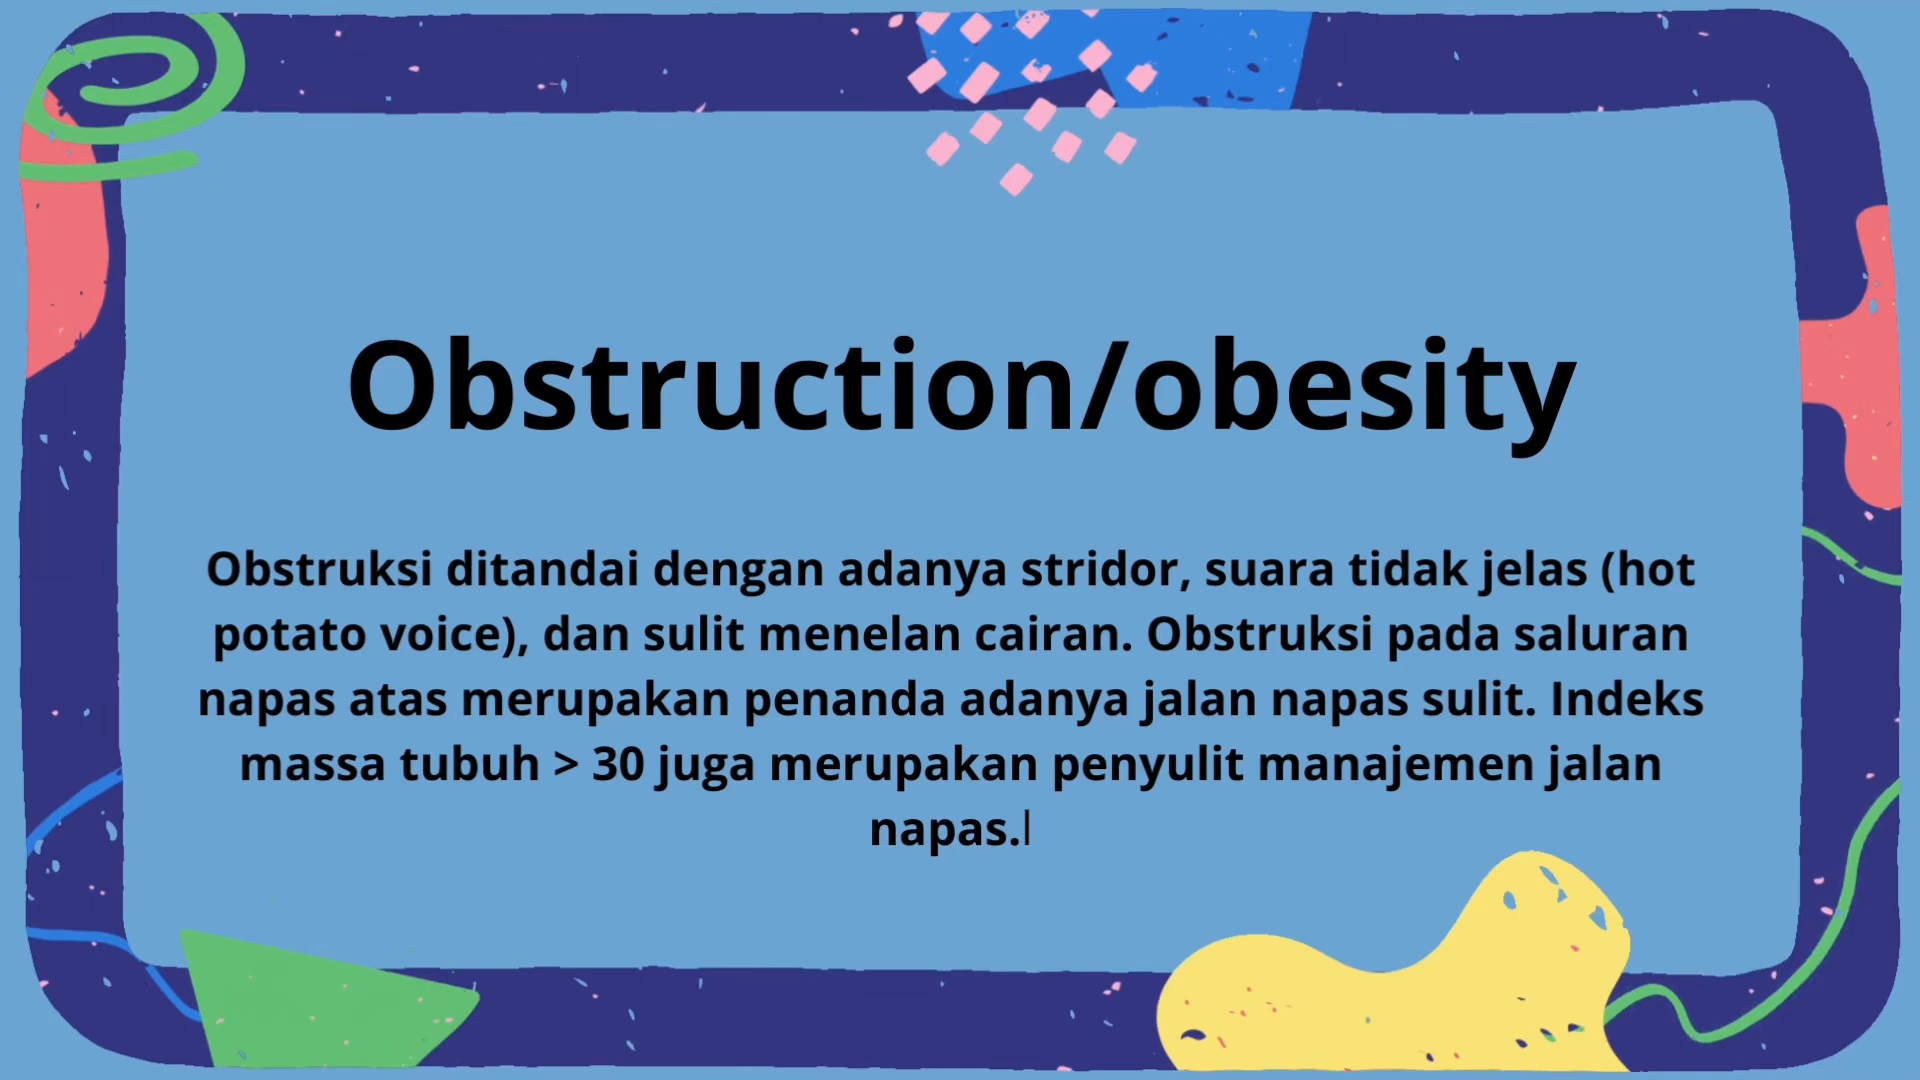 Obstruction/obesity
Obstruksi ditandai dengan adanya stridor, suara tidak jelas (hot
potato voice), dan sulit menelan cairan. Obstruksi pada saluran
napas atas merupakan penanda adanya jalan napas sulit. Indeks
massa tubuh > 30 juga merupakan penyulit manajemen jalan
napas.